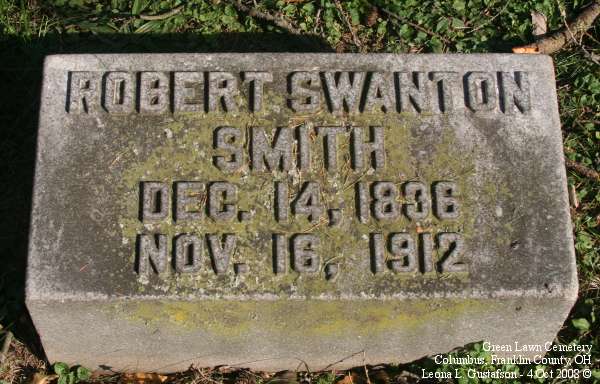 ROBERT SWANTON
SMITH
DEC. 14, 1836
NOV. 16, 1912
Green Lawn Cemetery
Columbus, Franklin County, OH
Leona L. Gustafson - 4 Oct 2003 ©